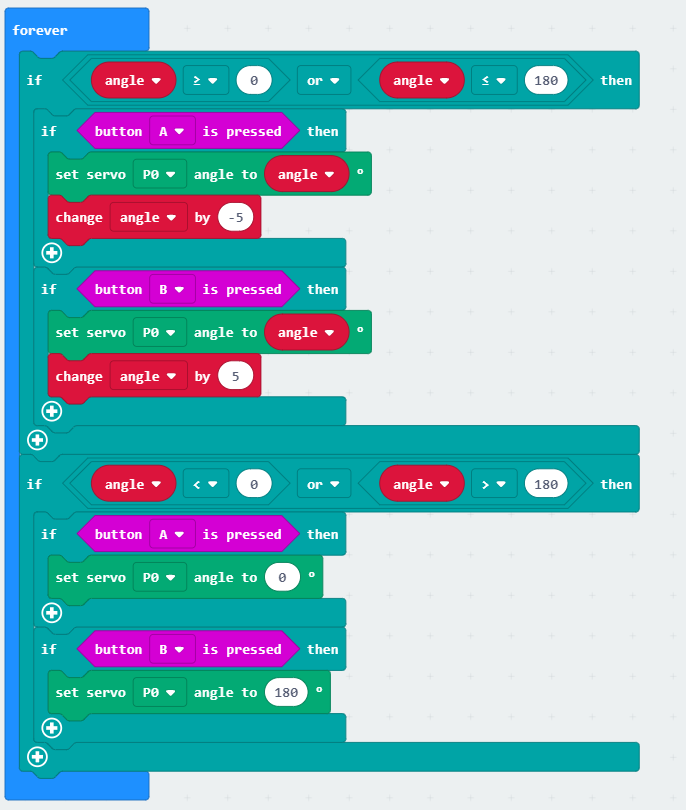 forever
if angle ≥ 0 or angle ≤ 180 then
if button A is pressed then
set servo P0 angle to angle °
change angle by -5
if button B is pressed then
set servo P0 angle to angle °
change angle by 5
if angle < 0 or angle > 180 then
if button A is pressed then
set servo P0 angle to 0 °
if button B is pressed then
set servo P0 angle to 180 °